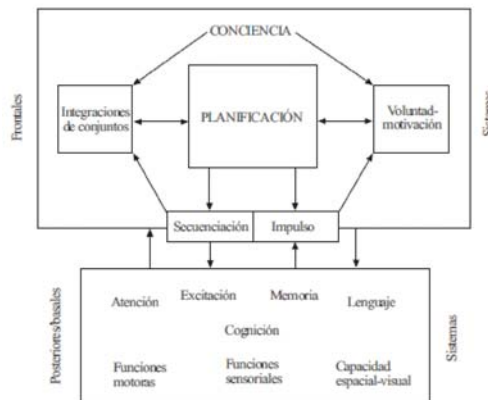 CONCIENCIA
Frontales
Integraciones
de conjuntos
PLANIFICACIÓN
Voluntad-
motivación
Sistemas
Secuenciación
Impulso
Posteriores/basales
Atención
Excitación
Memoria
Lenguaje
Cognición
Funciones
motoras
Funciones
sensoriales
Capacidad
espacial-visual
Sistemas